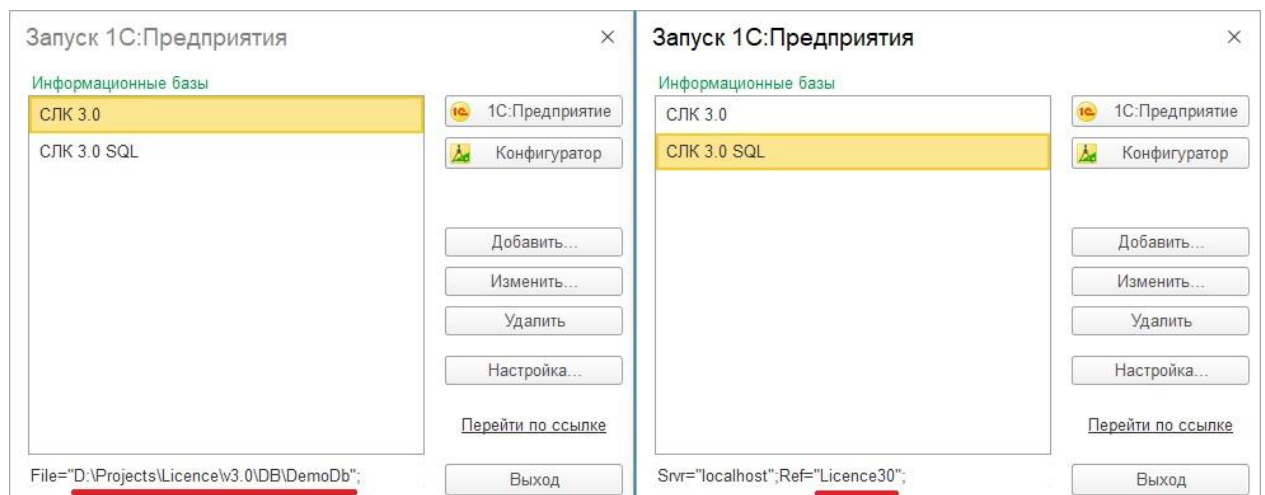 Запуск 1С:Предприятия
Информационные базы
СЛК 3.0
СЛК 3.0 SQL
1С:Предприятие
Конфигуратор
Добавить...
Изменить...
Удалить
Настройка...
Перейти по ссылке
File="D:\Projects\Licence\v3.0\DB\DemoDb";
Выход
Запуск 1С:Предприятия
Информационные базы
СЛК 3.0
СЛК 3.0 SQL
1С:Предприятие
Конфигуратор
Добавить...
Изменить...
Удалить
Настройка...
Перейти по ссылке
Srvr="localhost";Ref="Licence30";
Выход